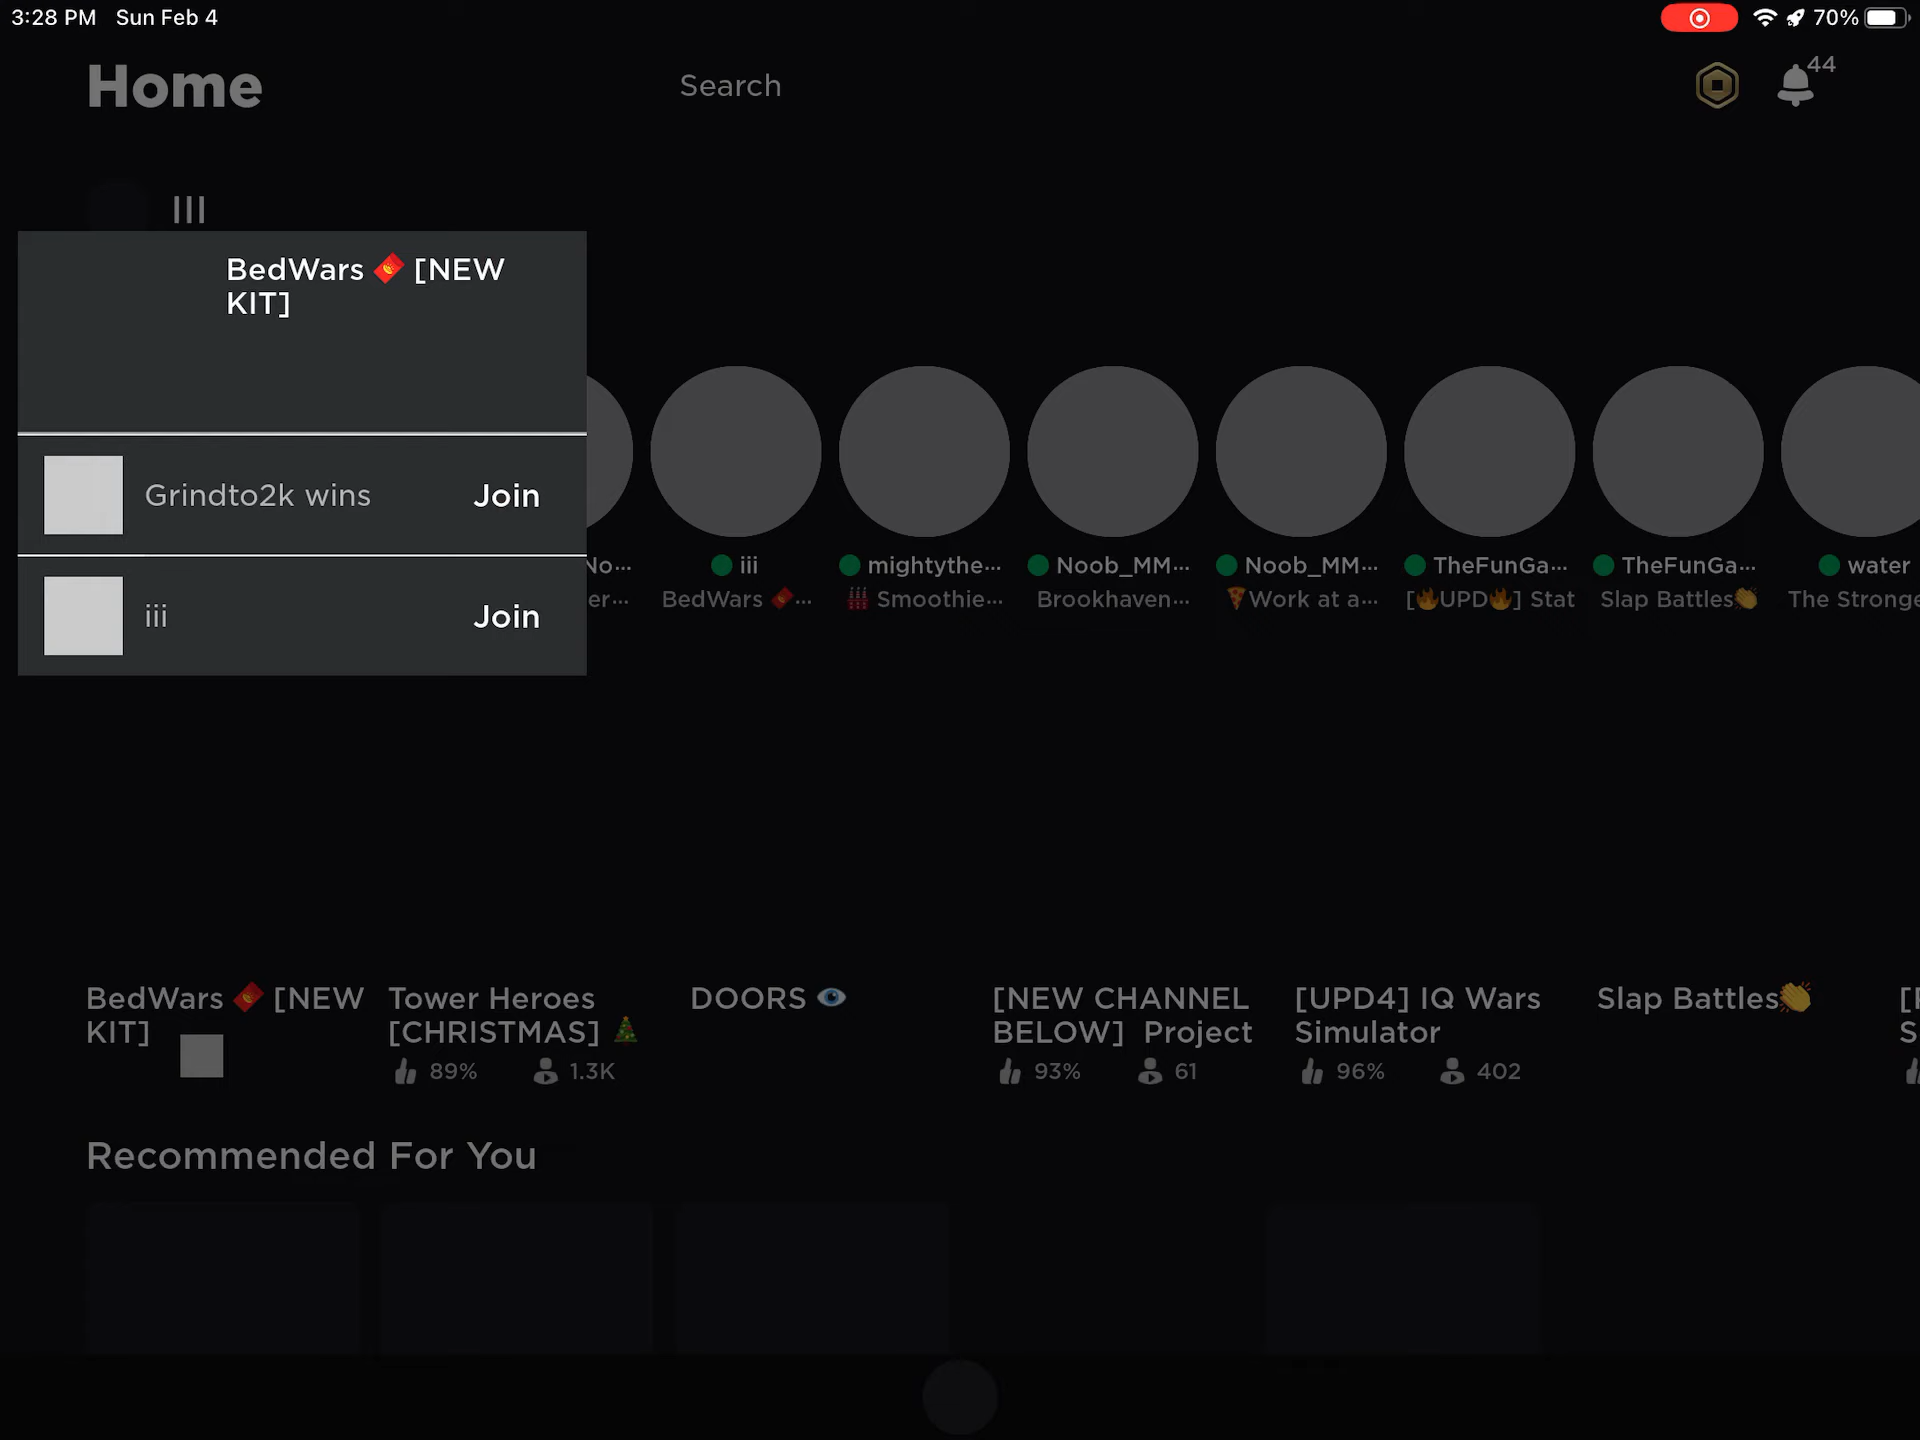 3:28 PM Sun Feb 4
70%
Home
Search
44
III
BedWars 🧧 [NEW
KIT]
Grindto2k wins
Join
iii
Join
No...
er...
iii
BedWars 🧧...
mightythe...
Smoothie...
Noob_MM...
Brookhaven...
Noob_MM...
🍕Work at a...
TheFunGa...
[🔥UPD🔥] Stat
TheFunGa...
Slap Battles👏
water
The Stronge
BedWars 🧧 [NEW
KIT]
Tower Heroes
[CHRISTMAS] 🎄
89% 1.3K
DOORS 👁️
[NEW CHANNEL
BELOW] Project
93% 61
[UPD4] IQ Wars
Simulator
96% 402
Slap Battles👏
Recommended For You